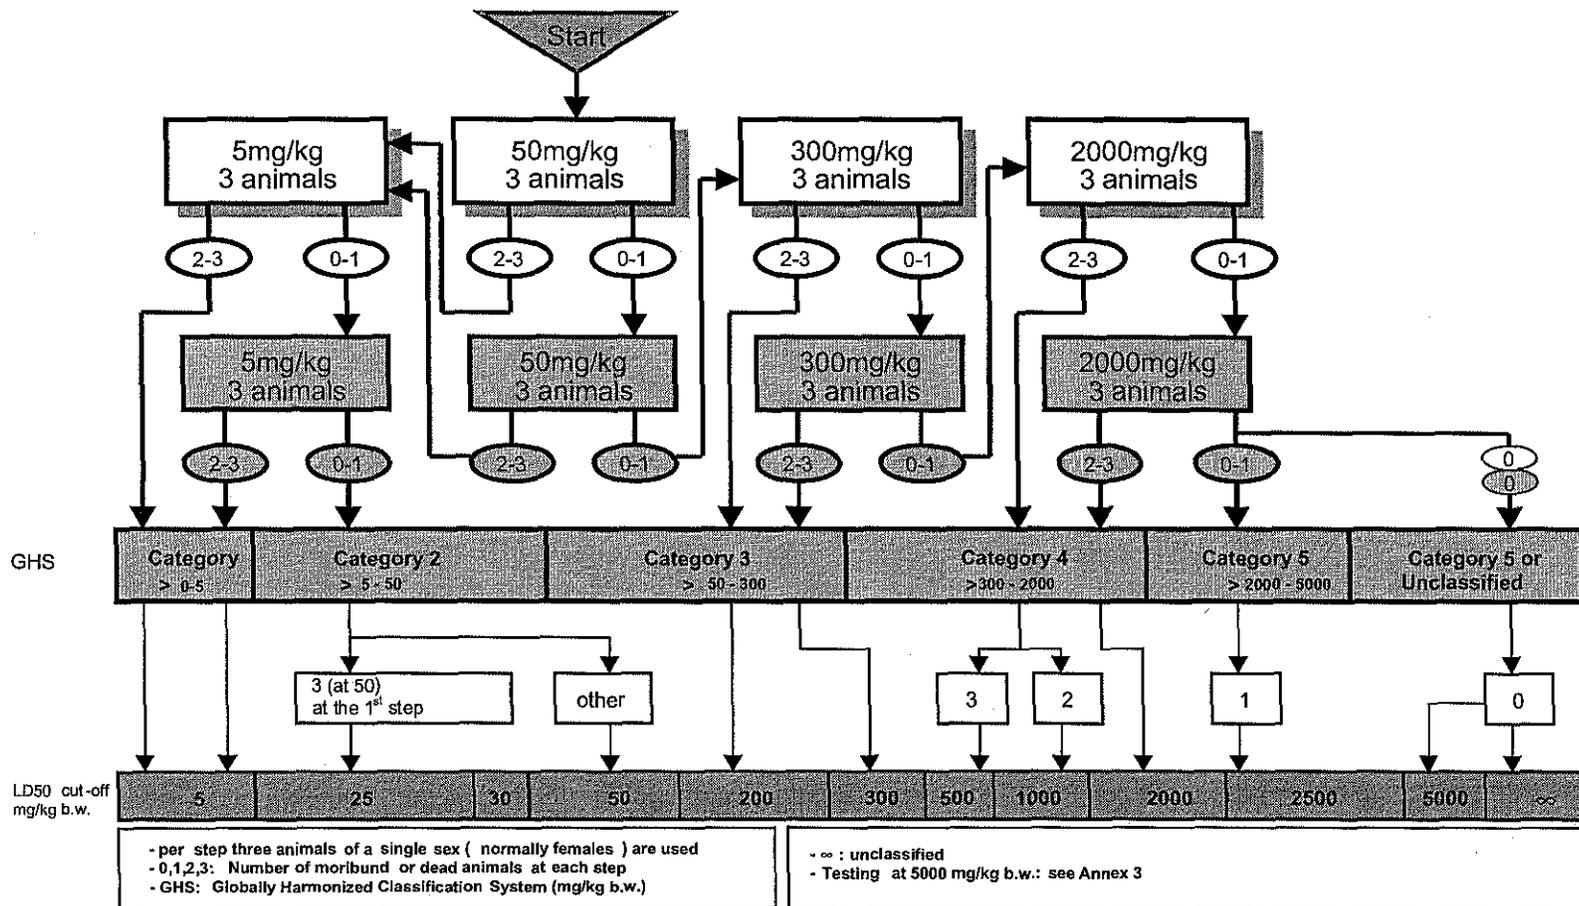 Start
5mg/kg
3 animals
50mg/kg
3 animals
300mg/kg
3 animals
2000mg/kg
3 animals
2-3
0-1
2-3
0-1
2-3
0-1
2-3
0-1
5mg/kg
3 animals
50mg/kg
3 animals
300mg/kg
3 animals
2000mg/kg
3 animals
2-3
0-1
2-3
0-1
2-3
0-1
2-3
0-1
0
0
GHS
Category
> 0-5
Category 2
> 5 - 50
Category 3
> 50 - 300
Category 4
>300 - 2000
Category 5
> 2000 - 5000
Category 5 or
Unclassified
3 (at 50)
at the 1st step
other
3
2
1
0
LD50 cut-off
mg/kg b.w.
5
25
30
50
200
300
500
1000
2000
2500
5000
∞
- per step three animals of a single sex ( normally females ) are used
- 0,1,2,3: Number of moribund or dead animals at each step
- GHS: Globally Harmonized Classification System (mg/kg b.w.)
- ∞ : unclassified
- Testing at 5000 mg/kg b.w.: see Annex 3